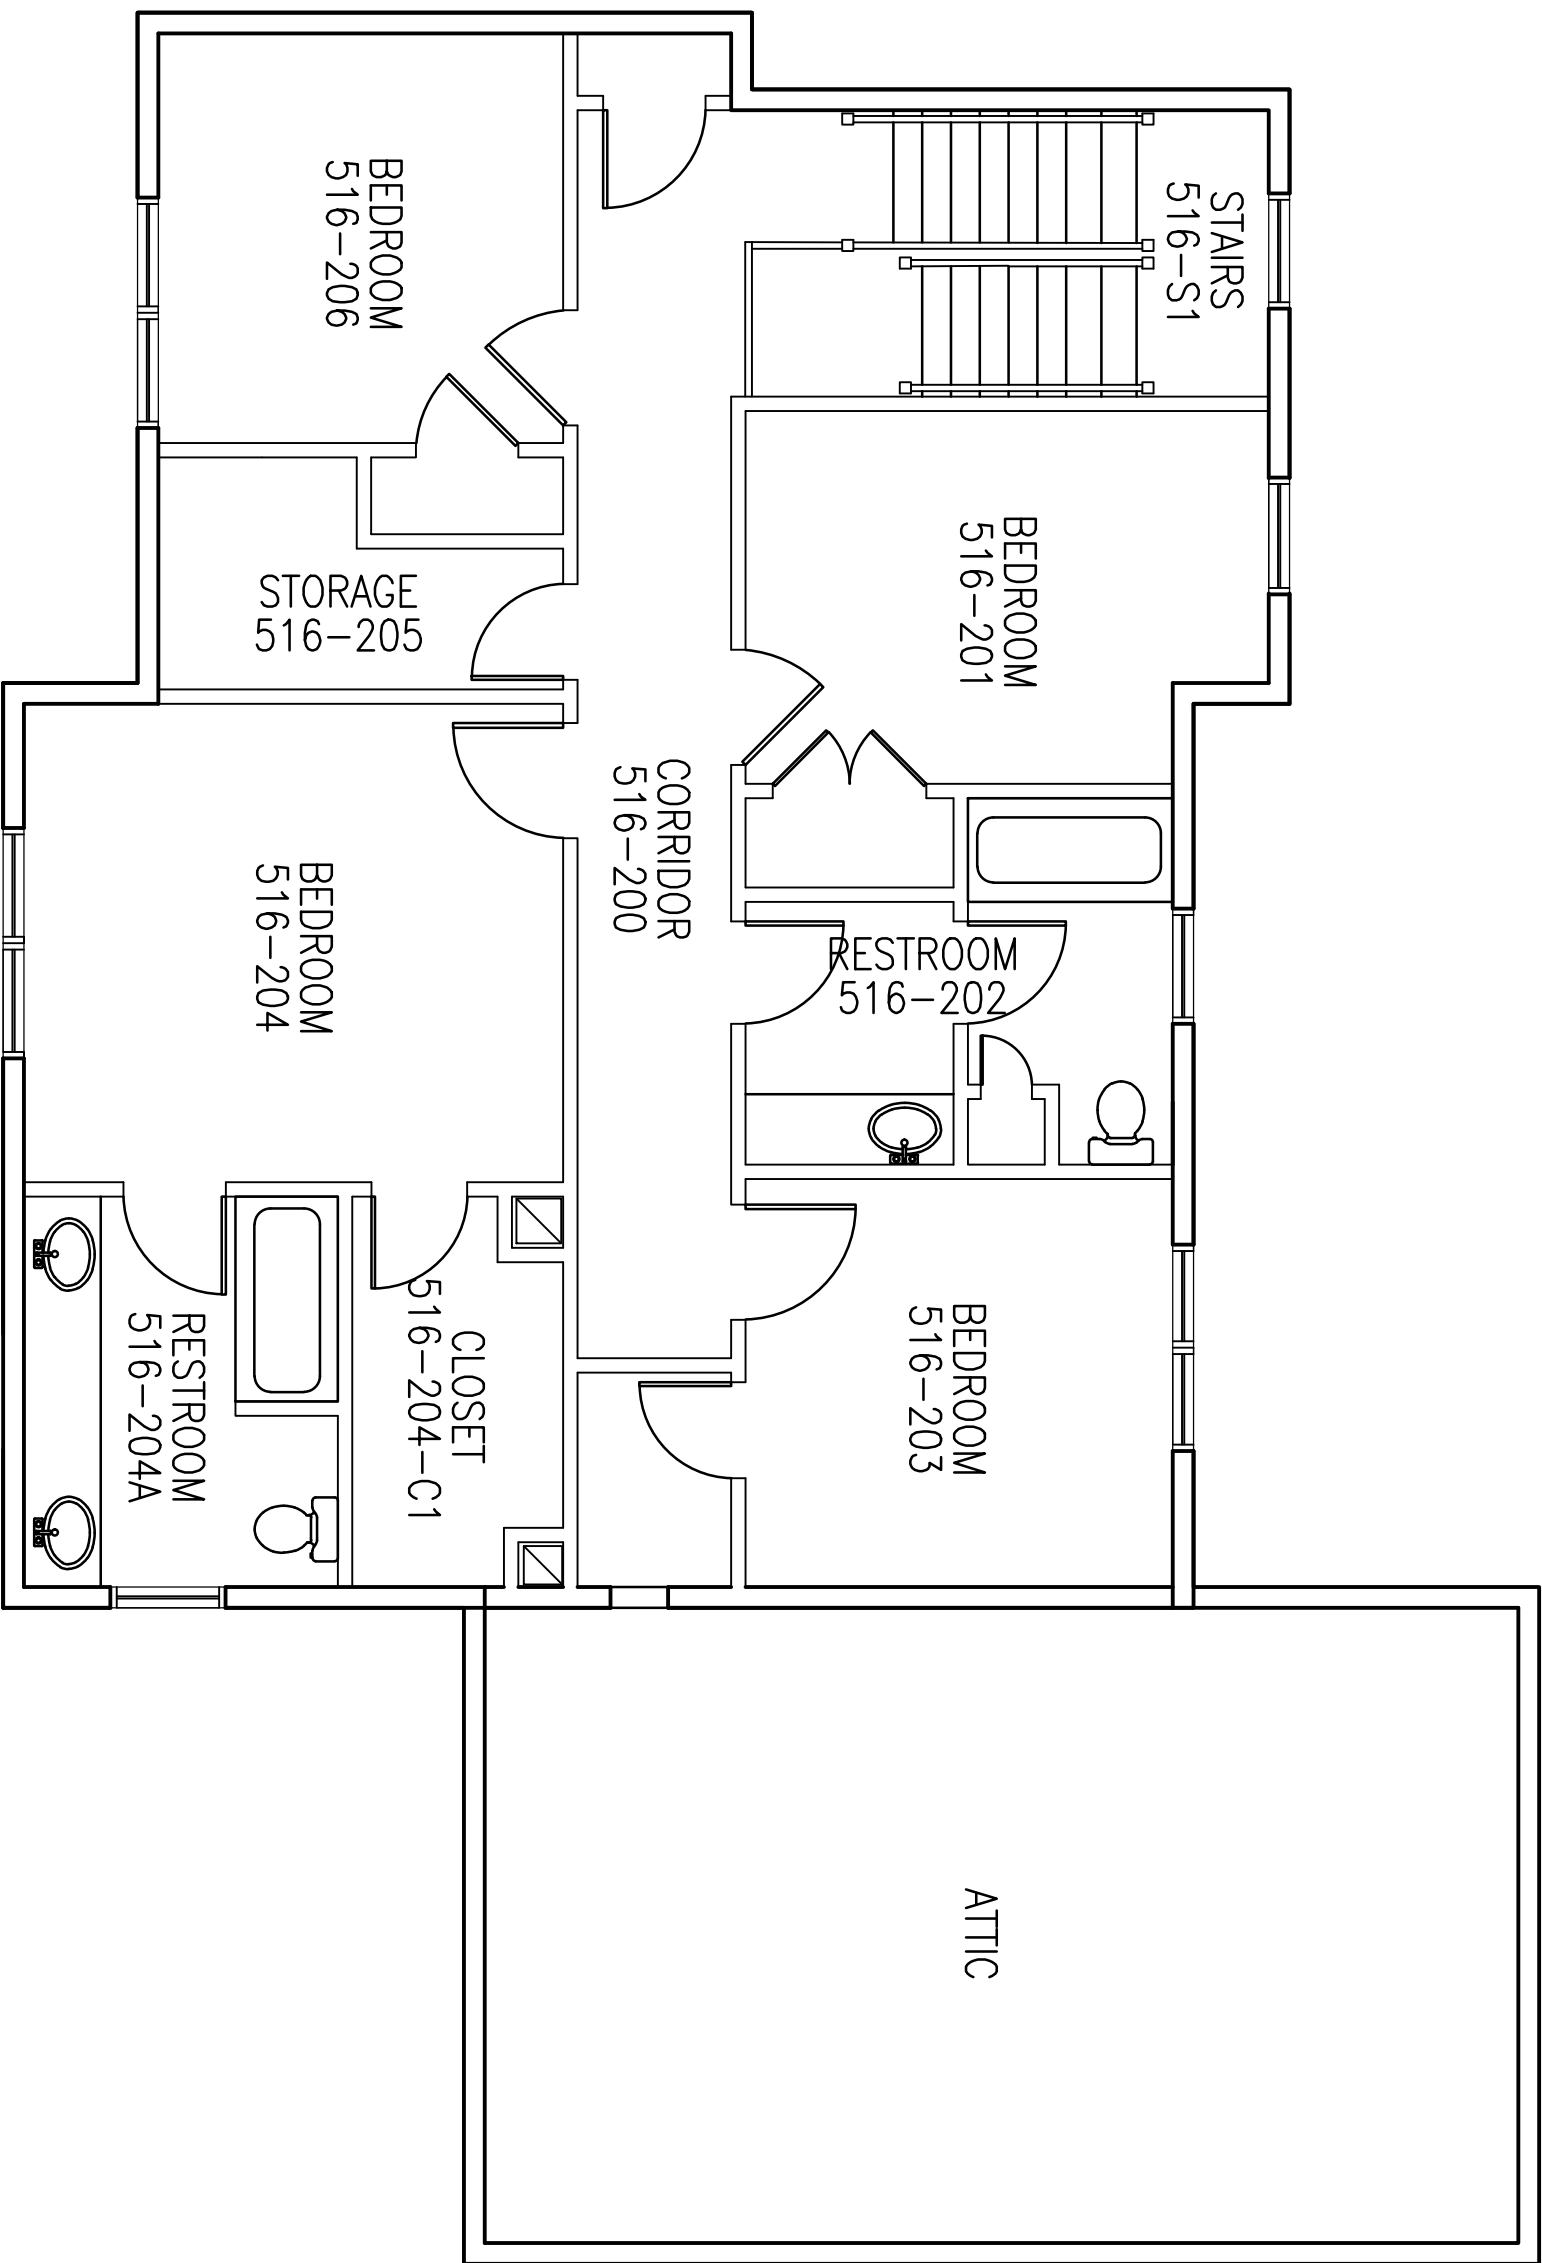 STAIRS
516-S1
BEDROOM
516-206
BEDROOM
516-201
STORAGE
516-205
CORRIDOR
516-200
BEDROOM
516-204
RESTROOM
516-202
BEDROOM
516-203
CLOSET
516-204-C1
RESTROOM
516-204A
ATTIC